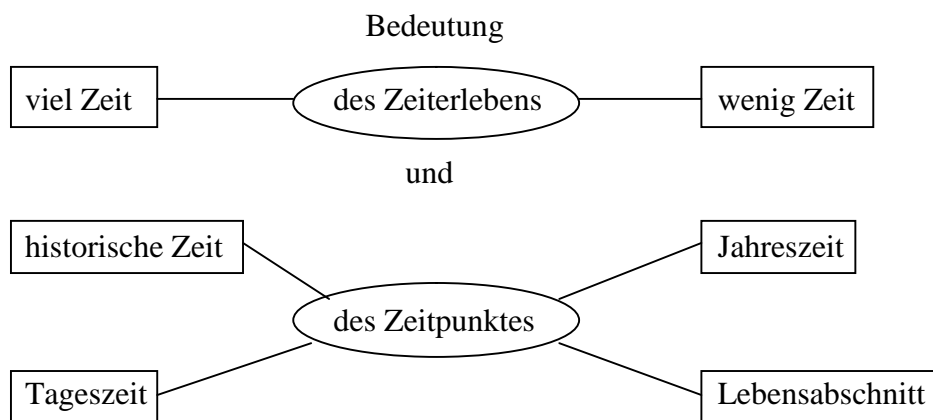 Bedeutung
viel Zeit des Zeiterlebens wenig Zeit
und
historische Zeit Jahreszeit
des Zeitpunktes
Tageszeit Lebensabschnitt